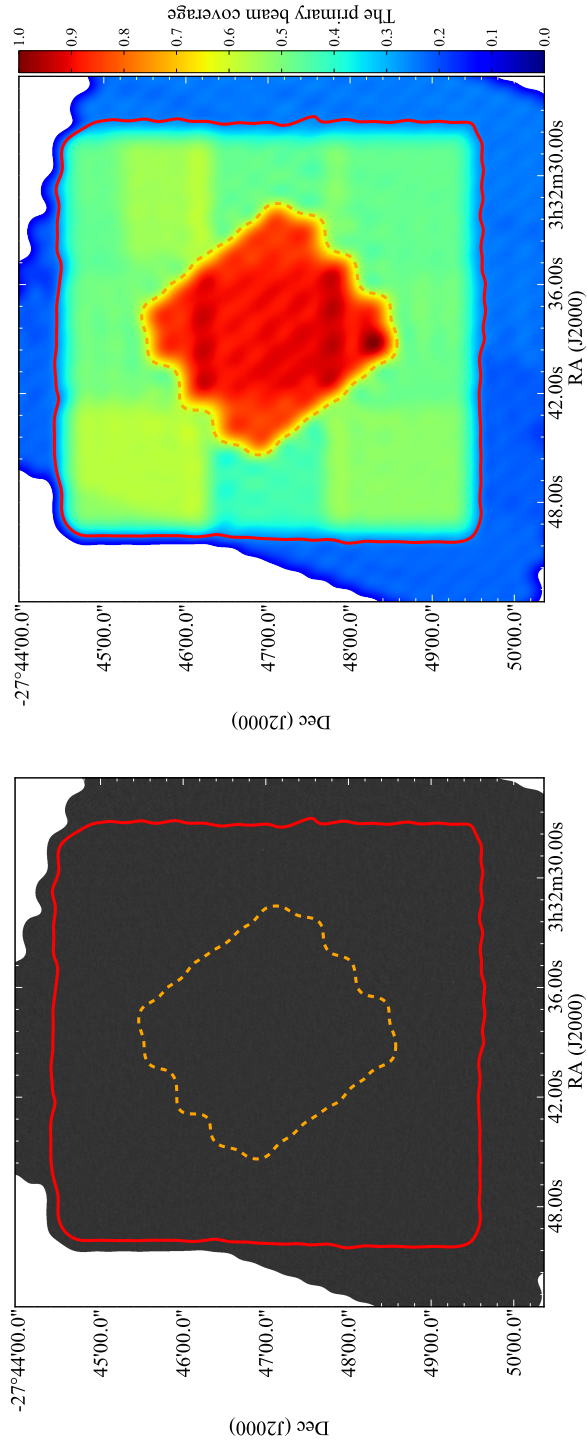 -27°44'00.0"
45'00.0"
46'00.0"
47'00.0"
48'00.0"
49'00.0"
50'00.0"
Dec (J2000)
48.00s
42.00s
36.00s
3h32m30.00s
RA (J2000)
-27°44'00.0"
45'00.0"
46'00.0"
47'00.0"
48'00.0"
49'00.0"
50'00.0"
Dec (J2000)
48.00s
42.00s
36.00s
3h32m30.00s
RA (J2000)
1.0
0.9
0.8
0.7
0.6
0.5
0.4
0.3
0.2
0.1
0.0
The primary beam coverage